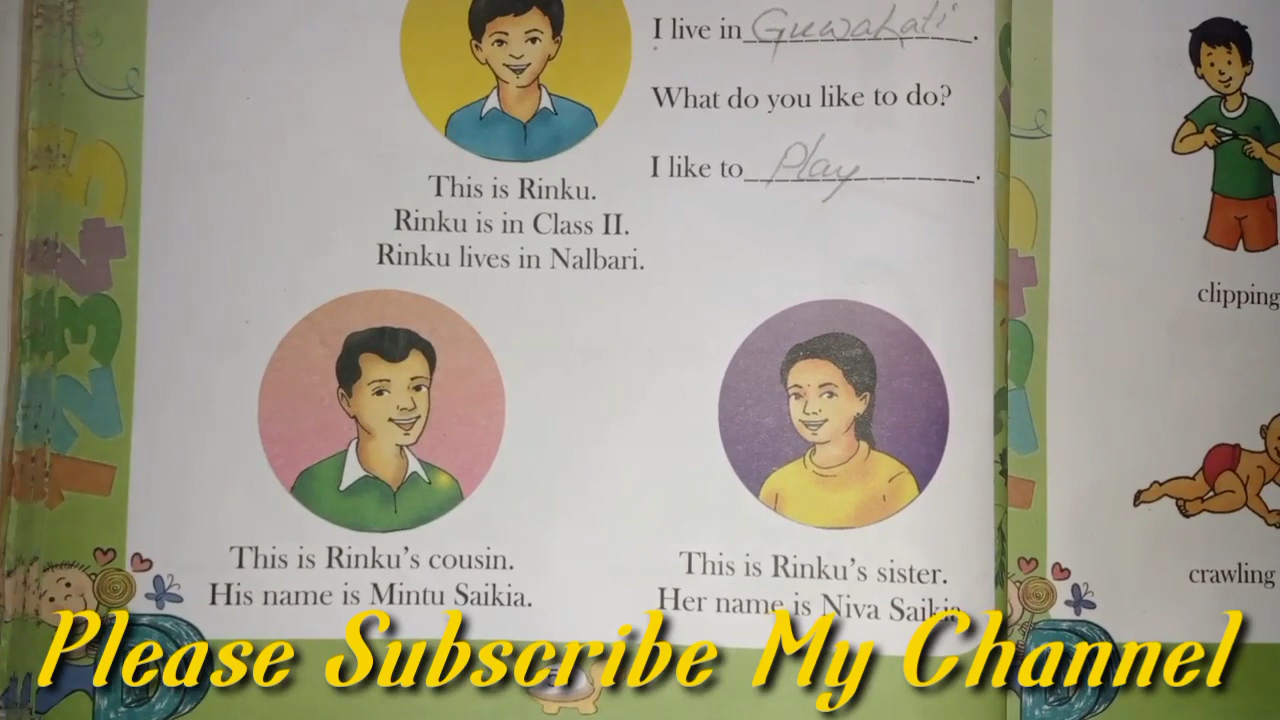 I live in Guwahati.
What do you like to do?
I like to Play.
This is Rinku.
Rinku is in Class II.
Rinku lives in Nalbari.
This is Rinku's cousin.
His name is Mintu Saikia.
This is Rinku's sister.
Her name is Niva Saikia
clipping
crawling
Please Subscribe My Channel